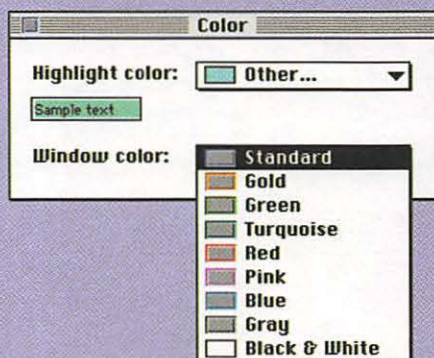 Color
Highlight color: Other...
Sample text
Window color: Standard
Gold
Green
Turquoise
Red
Pink
Blue
Gray
Black & White